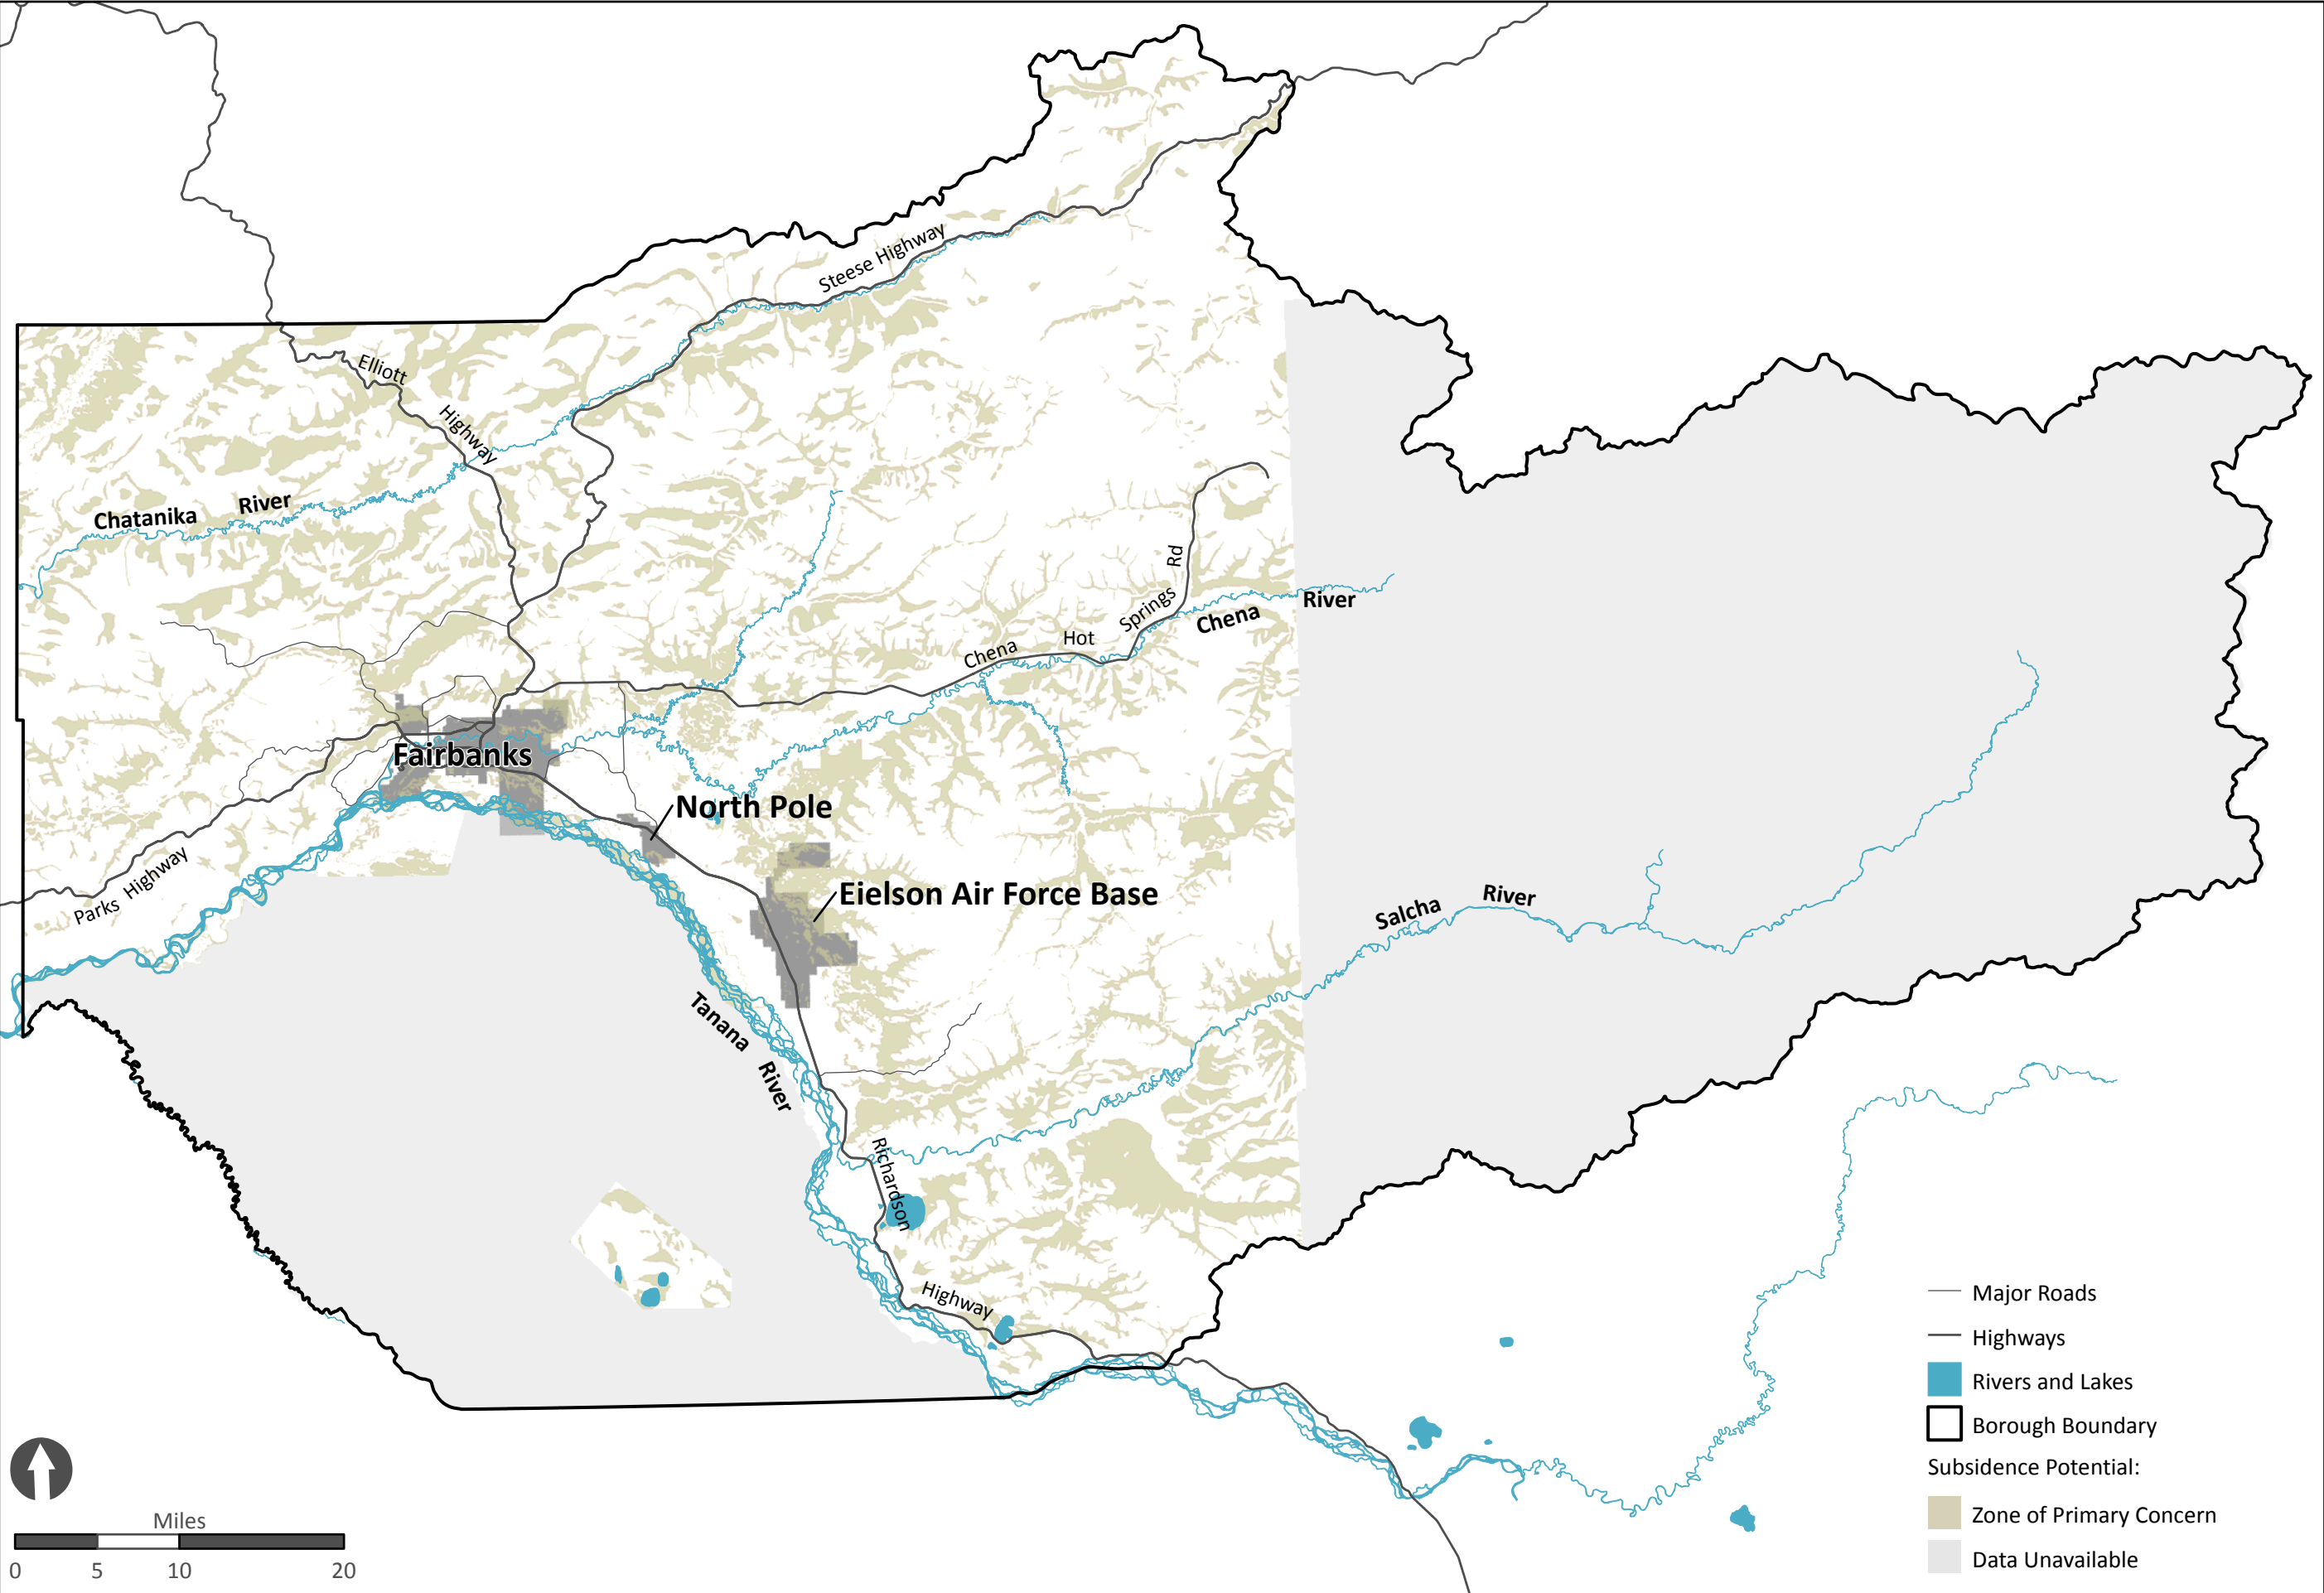 Steese Highway
Elliott
Highway
Chatanika River
Rd
Springs
Hot
Chena
Chena River
Fairbanks
North Pole
Parks Highway
Eielson Air Force Base
Salcha River
Tanana
River
Richardson
Highway
Major Roads
Highways
Rivers and Lakes
Borough Boundary
Subsidence Potential:
Zone of Primary Concern
Data Unavailable
Miles
0 5 10 20